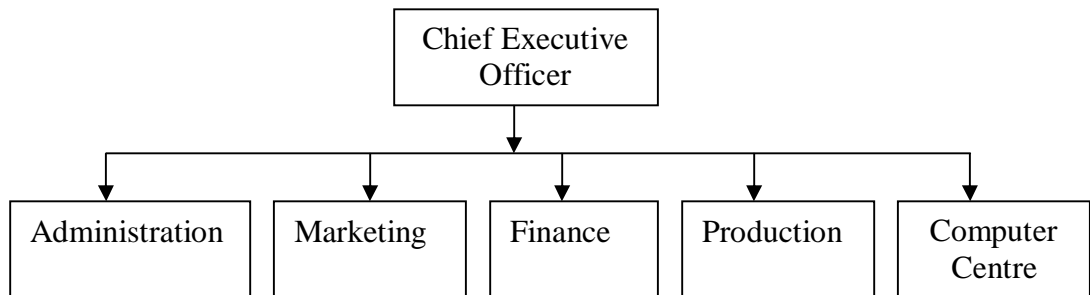 Chief Executive
Officer
Administration
Marketing
Finance
Production
Computer
Centre